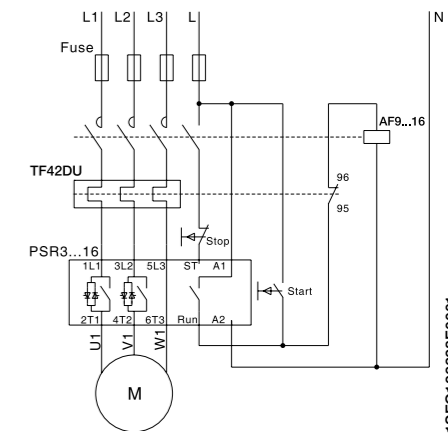 L1 L2 L3 L N
Fuse
AF9...16
TF42DU
96
95
Stop
PSR3...16
1L1 3L2 5L3 ST A1
Start
2T1 4T2 6T3 Run A2
U1 V1 W1
M